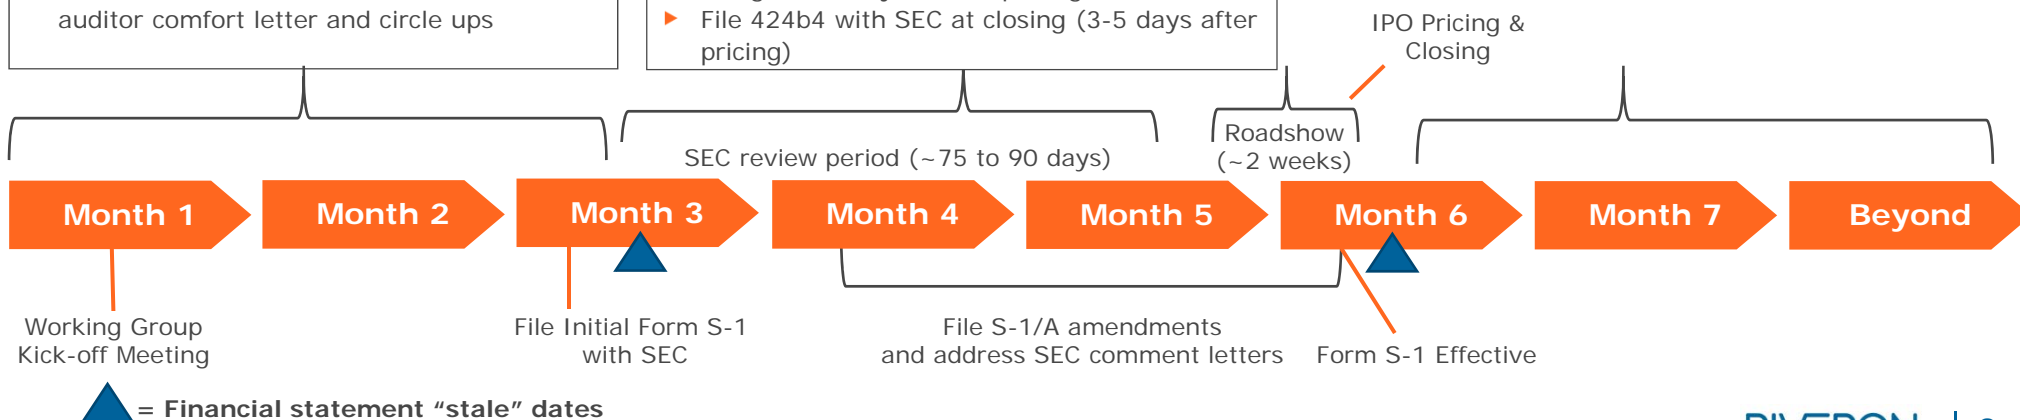 auditor comfort letter and circle ups
File 424b4 with SEC at closing (3-5 days after
pricing)
IPO Pricing &
Closing
SEC review period (~75 to 90 days)
Roadshow
(~2 weeks)
Month 1
Month 2
Month 3
Month 4
Month 5
Month 6
Month 7
Beyond
Working Group
Kick-off Meeting
File Initial Form S-1
with SEC
File S-1/A amendments
and address SEC comment letters
Form S-1 Effective
= Financial statement “stale” dates